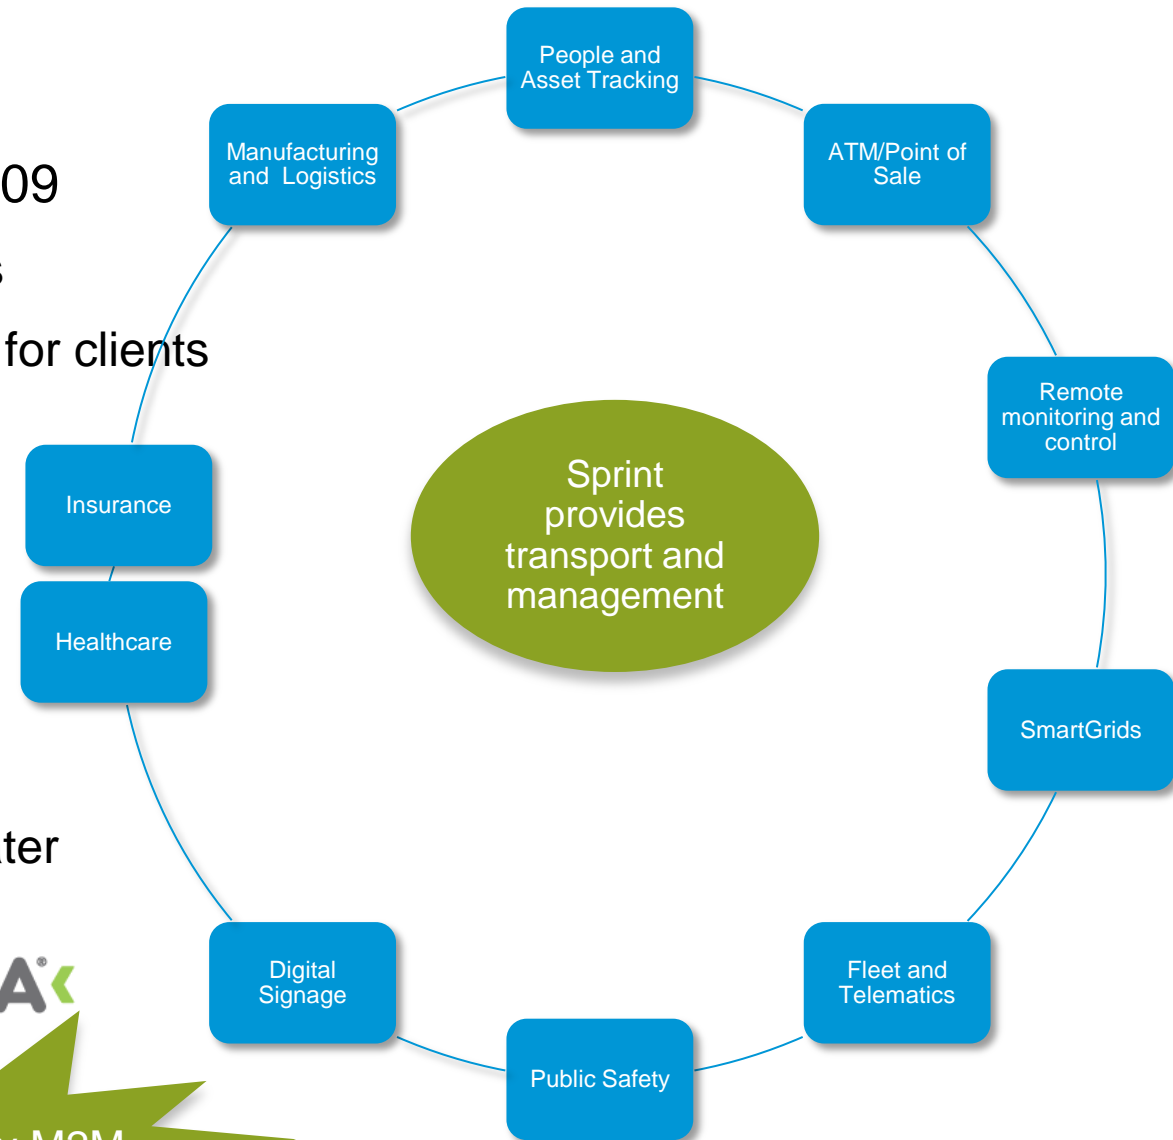 People and
Asset Tracking
Manufacturing
and Logistics
ATM/Point of
Sale
09
s
for clients
Remote
monitoring and
control
Insurance
Sprint
provides
transport and
management
Healthcare
SmartGrids
ter
A®
Digital
Signage
Fleet and
Telematics
Public Safety
M2M